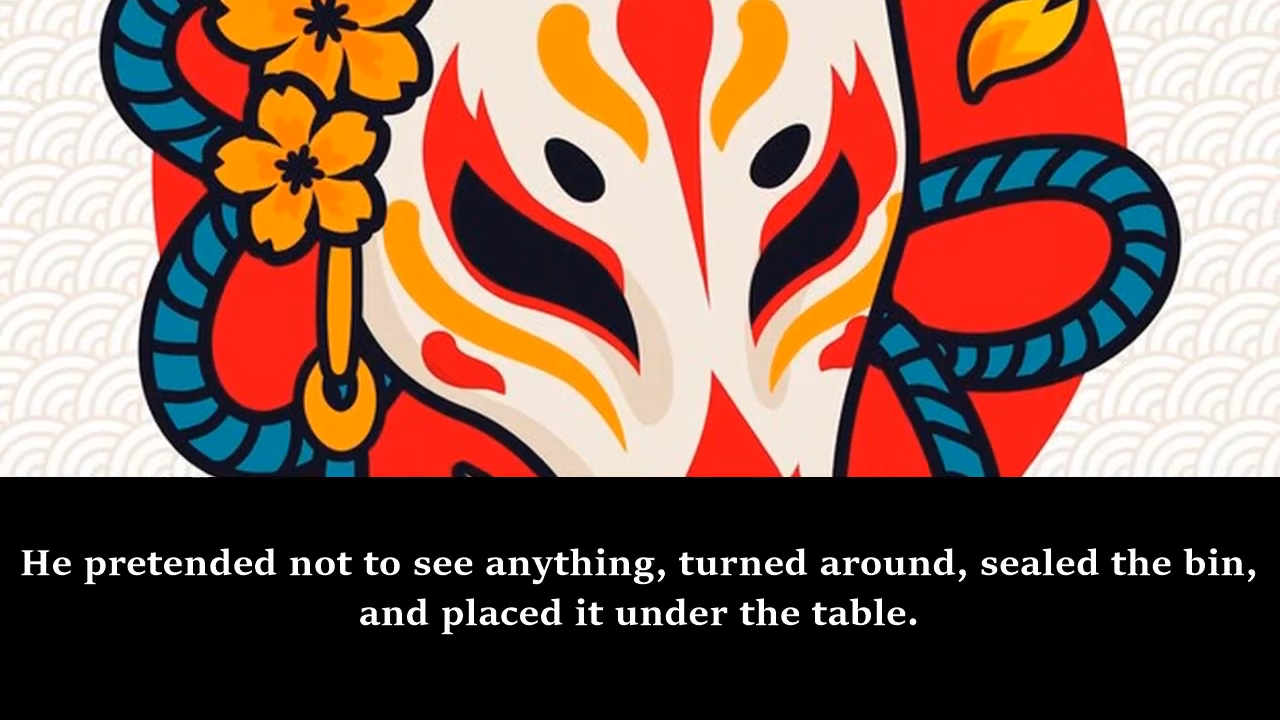 He pretended not to see anything, turned around, sealed the bin,
and placed it under the table.